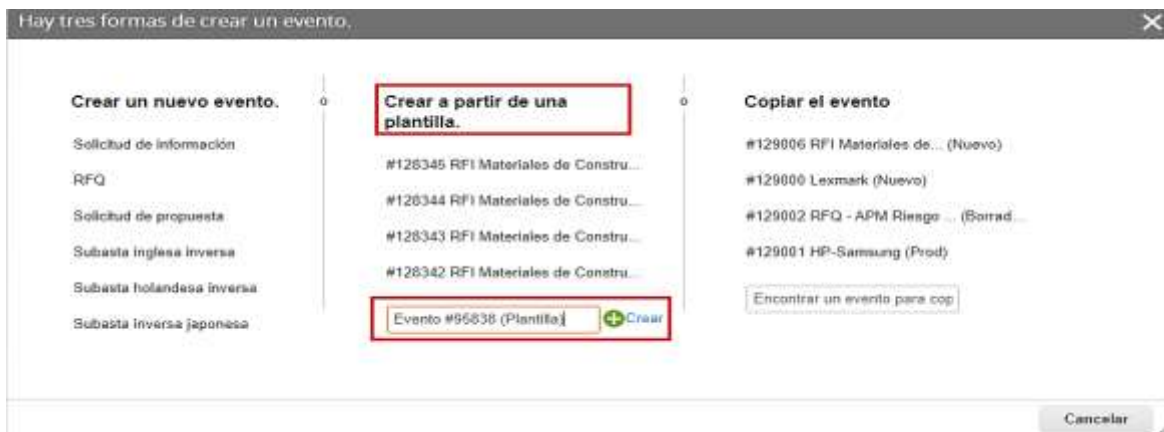 Hay tres formas de crear un evento.
Crear un nuevo evento.
Solicitud de información
RFQ
Solicitud de propuesta
Subasta inglesa inversa
Subasta holandesa inversa
Subasta inversa japonesa
o
Crear a partir de una
plantilla.
#128345 RFI Materiales de Constru...
#128344 RFI Materiales de Constru...
#128343 RFI Materiales de Constru...
#128342 RFI Materiales de Constru...
Evento #95838 (Plantilla)
Crear
o
Copiar el evento
#129006 RFI Materiales de... (Nuevo)
#129000 Lexmark (Nuevo)
#129002 RFQ - APM Riesgo ... (Borrad...
#129001 HP-Samsung (Prod)
Encontrar un evento para cop
Cancelar